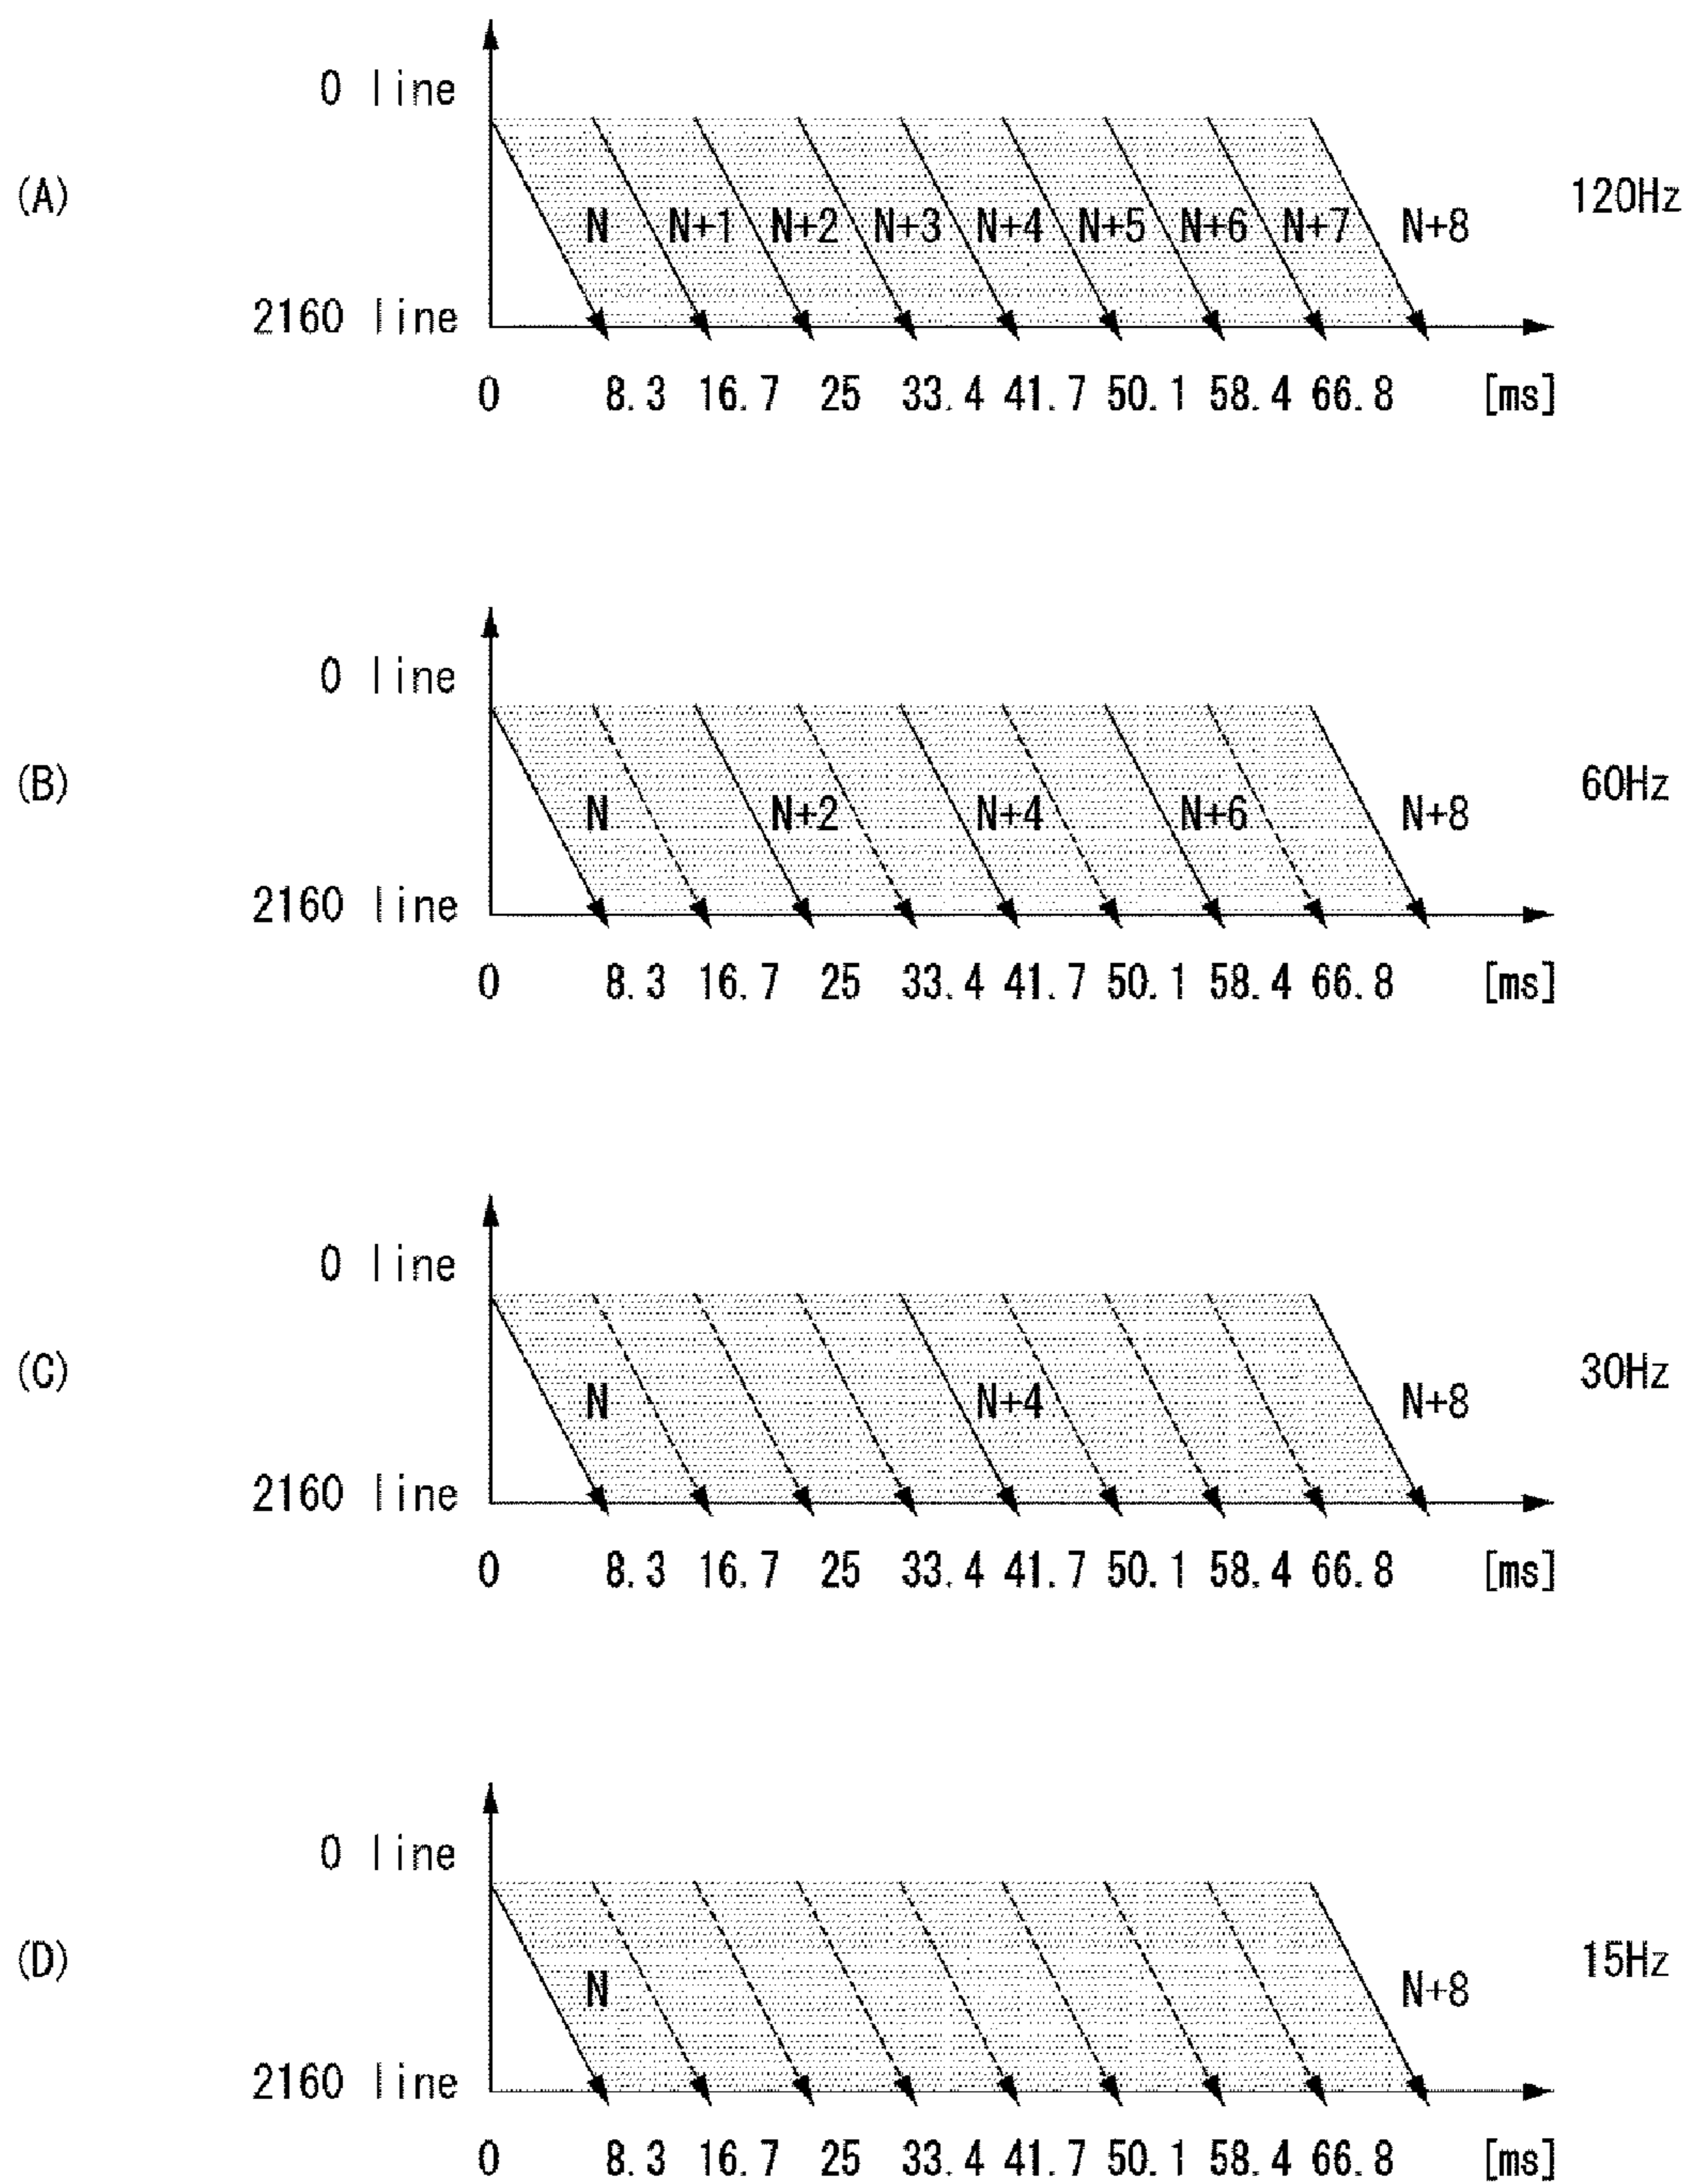 0 line
(A) N N+1 N+2 N+3 N+4 N+5 N+6 N+7 N+8 120Hz
2160 line
0 8.3 16.7 25 33.4 41.7 50.1 58.4 66.8 [ms]
0 line
(B) N N+2 N+4 N+6 N+8 60Hz
2160 line
0 8.3 16.7 25 33.4 41.7 50.1 58.4 66.8 [ms]
0 line
(C) N N+4 N+8 30Hz
2160 line
0 8.3 16.7 25 33.4 41.7 50.1 58.4 66.8 [ms]
0 line
(D) N N+8 15Hz
2160 line
0 8.3 16.7 25 33.4 41.7 50.1 58.4 66.8 [ms]